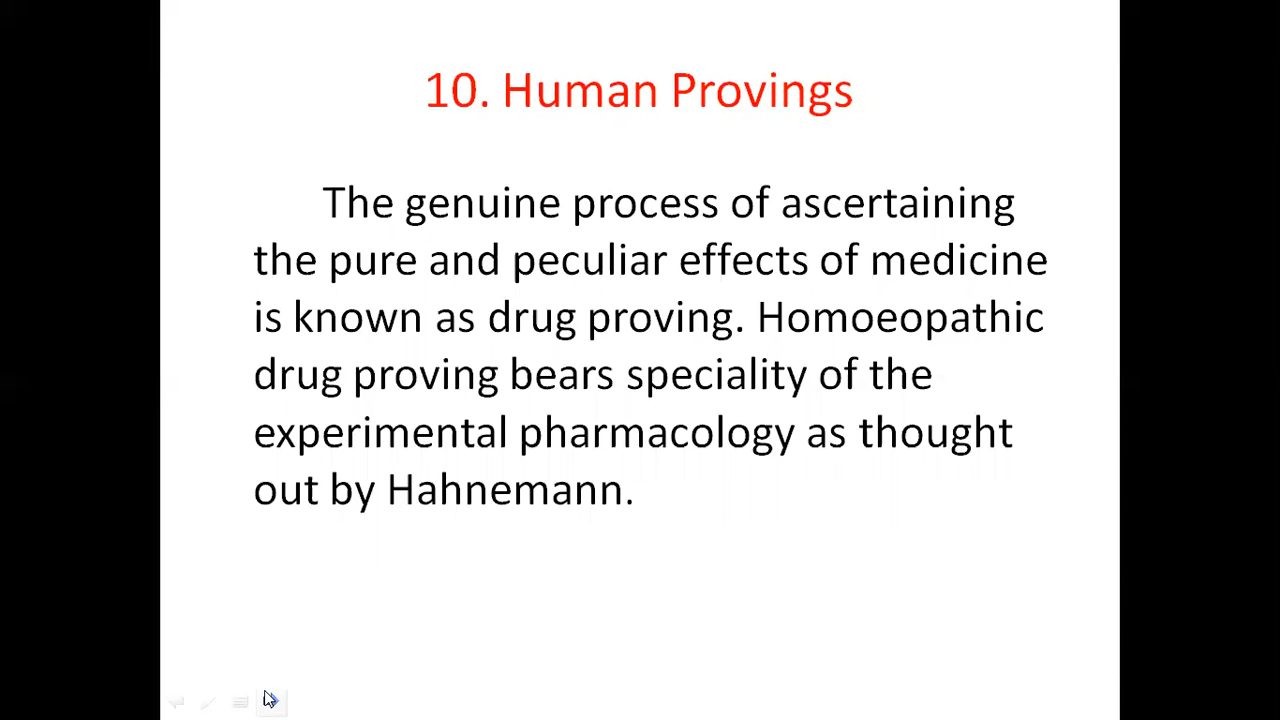 10. Human Provings
The genuine process of ascertaining
the pure and peculiar effects of medicine
is known as drug proving. Homoeopathic
drug proving bears speciality of the
experimental pharmacology as thought
out by Hahnemann.